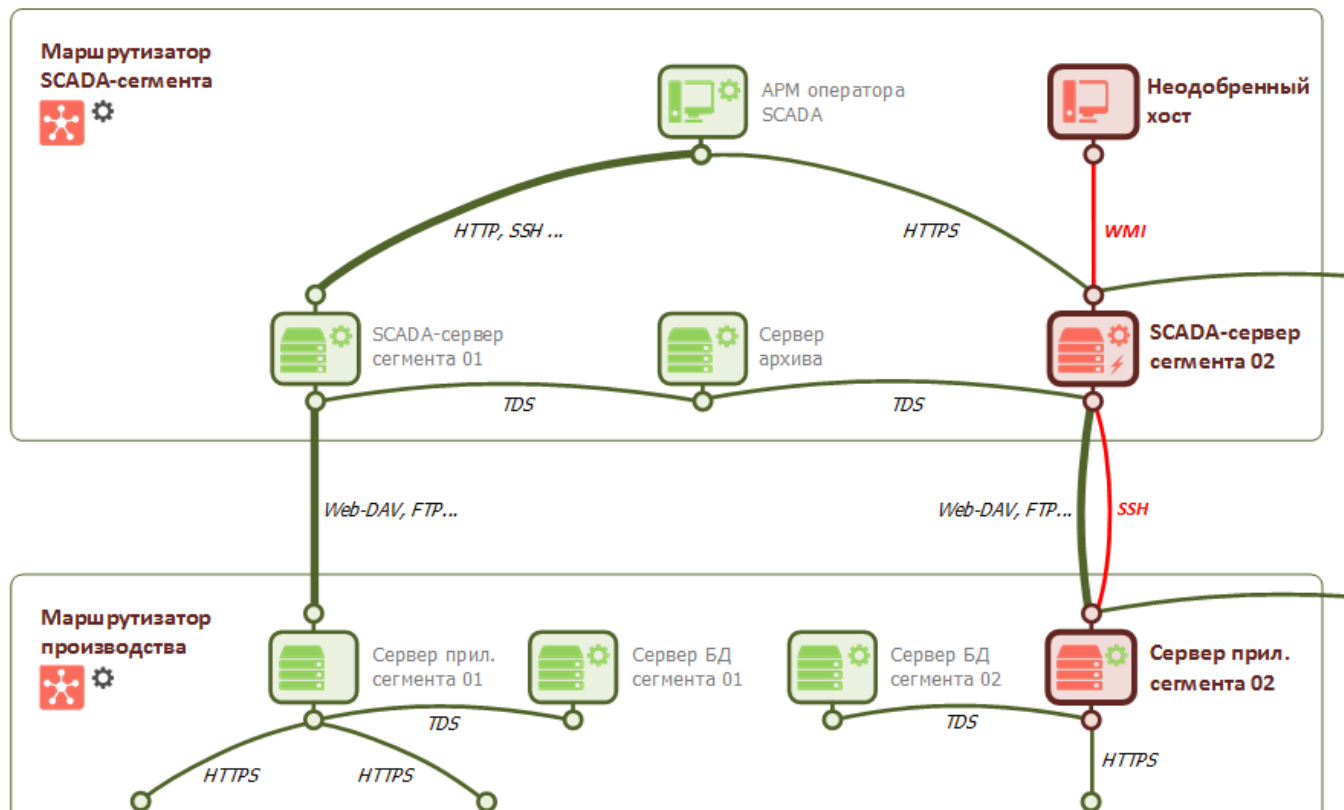 Маршрутизатор
SCADA-сегмента
АРМ оператора
SCADA
Неодобренный
хост
HTTP, SSH ...
HTTPS
WMI
SCADA-сервер
сегмента 01
Сервер
архива
SCADA-сервер
сегмента 02
TDS
TDS
Web-DAV, FTP...
Web-DAV, FTP...
SSH
Маршрутизатор
производства
Сервер прил.
сегмента 01
Сервер БД
сегмента 01
Сервер БД
сегмента 02
Сервер прил.
сегмента 02
TDS
TDS
HTTPS
HTTPS
HTTPS